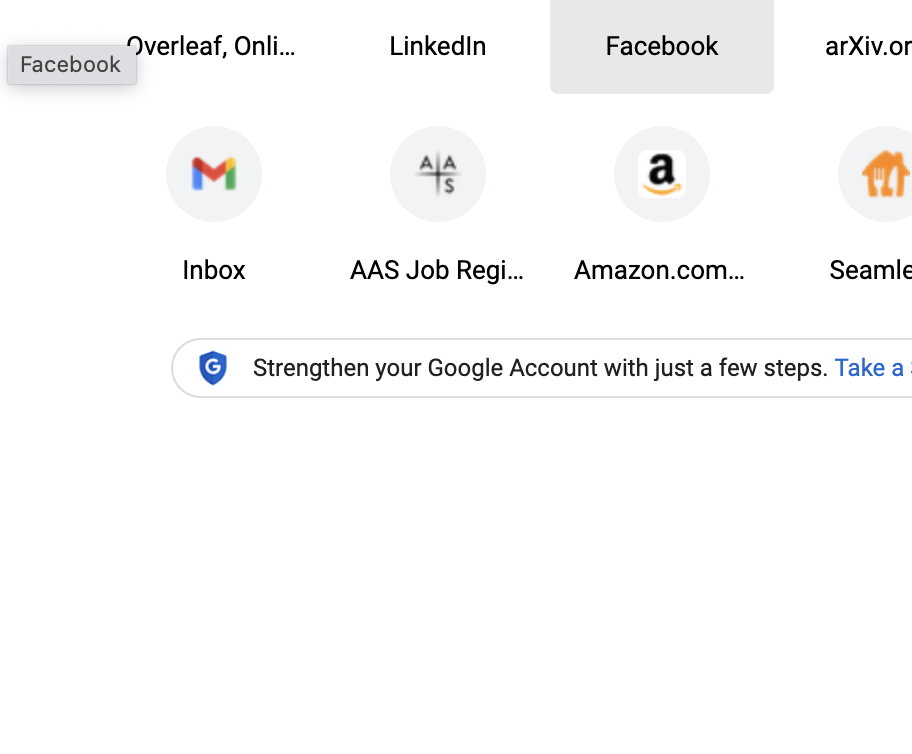 Overleaf, Onli...
LinkedIn
Facebook
arXiv.or
Facebook
A A
S
a
Inbox
AAS Job Regi...
Amazon.com...
Seamle
G
Strengthen your Google Account with just a few steps. Take a